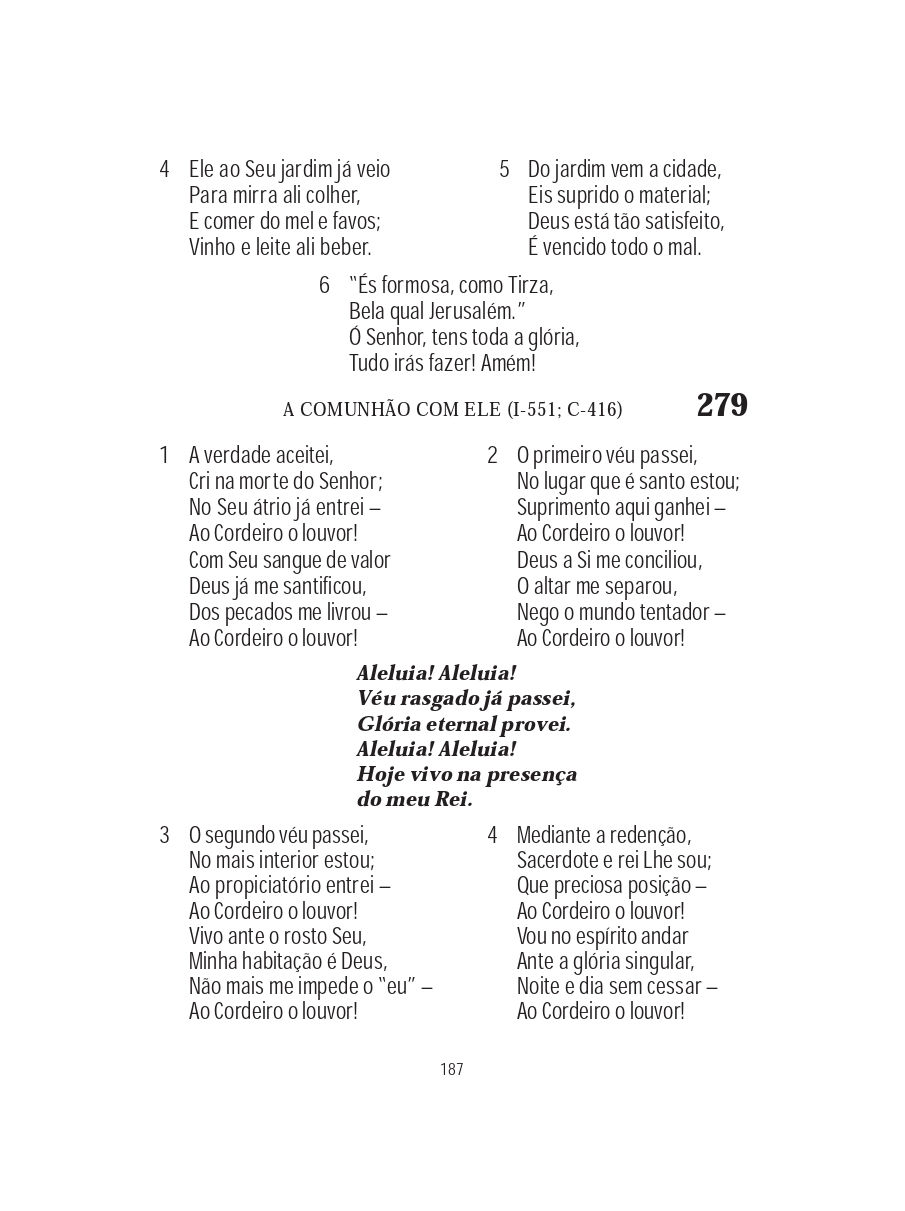 4 Ele ao Seu jardim já veio
Para mirra ali colher,
E comer do mel e favos;
Vinho e leite ali beber.
5 Do jardim vem a cidade,
Eis suprido o material;
Deus está tão satisfeito,
É vencido todo o mal.
6 “És formosa, como Tirza,
Bela qual Jerusalém.”
Ó Senhor, tens toda a glória,
Tudo irás fazer! Amém!
A COMUNHÃO COM ELE (I-551; C-416) 279
1 A verdade aceitei,
Cri na morte do Senhor;
No Seu átrio já entrei –
Ao Cordeiro o louvor!
Com Seu sangue de valor
Deus já me santificou,
Dos pecados me livrou –
Ao Cordeiro o louvor!
2 O primeiro véu passei,
No lugar que é santo estou;
Suprimento aqui ganhei –
Ao Cordeiro o louvor!
Deus a Si me conciliou,
O altar me separou,
Nego o mundo tentador –
Ao Cordeiro o louvor!
Aleluia! Aleluia!
Véu rasgado já passei,
Glória eternal provei.
Aleluia! Aleluia!
Hoje vivo na presença
do meu Rei.
3 O segundo véu passei,
No mais interior estou;
Ao propiciatório entrei –
Ao Cordeiro o louvor!
Vivo ante o rosto Seu,
Minha habitação é Deus,
Não mais me impede o “eu” –
Ao Cordeiro o louvor!
4 Mediante a redenção,
Sacerdote e rei Lhe sou;
Que preciosa posição –
Ao Cordeiro o louvor!
Vou no espírito andar
Ante a glória singular,
Noite e dia sem cessar –
Ao Cordeiro o louvor!
187